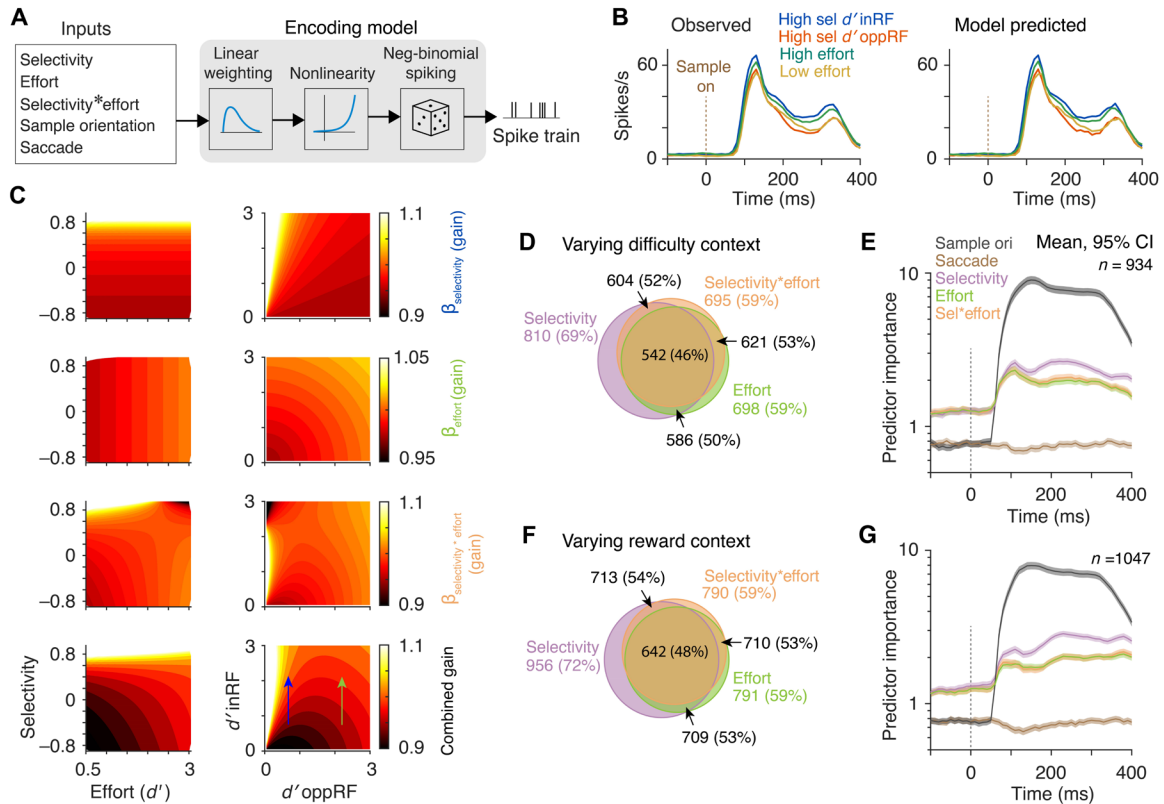 A
Inputs
Selectivity
Effort
Selectivity*effort
Sample orientation
Saccade
Encoding model
Linear
weighting
Nonlinearity
Neg-binomial
spiking
Spike train
B
Observed
High sel d′ inRF
High sel d′ oppRF
High effort
Low effort
Model predicted
Sample
on
Spikes/s
60
0
0 200 400
Time (ms)
60
0
0 200 400
Time (ms)
C
0.8
0
−0.8
3
0
1.1
0.9
βselectivity (gain)
0.8
0
−0.8
3
0
1.05
0.95
βeffort (gain)
0.8
0
−0.8
3
0
1.1
0.9
βselectivity * effort
(gain)
Selectivity
0.8
0
−0.8
0.5 3
Effort (d′)
d′ inRF
3
0
0 3
d′ oppRF
1.1
0.9
Combined gain
D
Varying difficulty context
604 (52%)
Selectivity*effort
695 (59%)
Selectivity
810 (69%)
542 (46%)
621 (53%)
Effort
698 (59%)
586 (50%)
E
Sample ori
Saccade
Selectivity
Effort
Sel*effort
Mean, 95% CI
n = 934
Predictor importance
10
1
0 200 400
Time (ms)
F
Varying reward context
713 (54%)
Selectivity*effort
790 (59%)
Selectivity
956 (72%)
642 (48%)
710 (53%)
Effort
791 (59%)
709 (53%)
G
n =1047
Predictor importance
10
1
0 200 400
Time (ms)